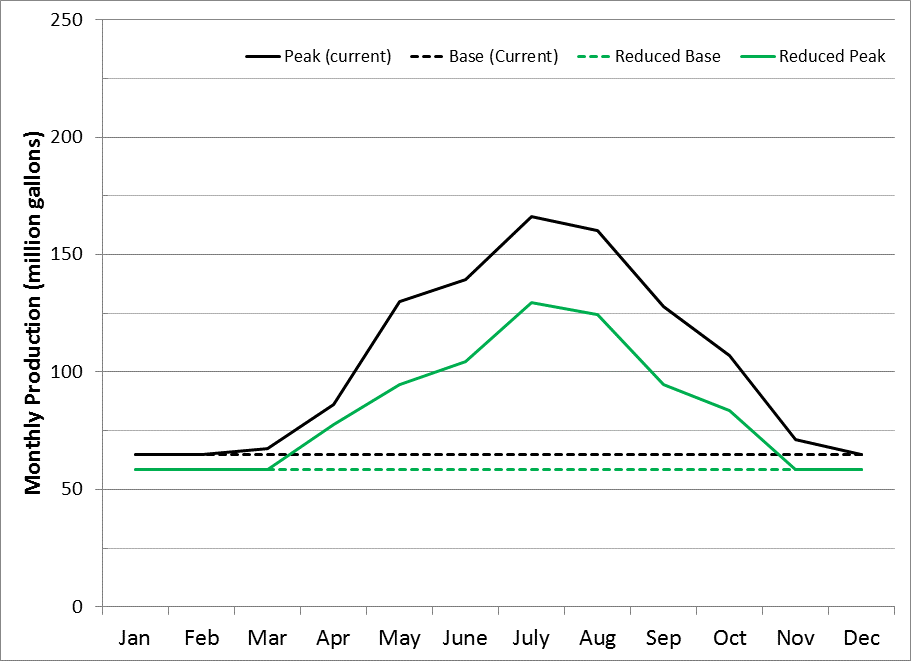 250
Peak (current) Base (Current) Reduced Base Reduced Peak
200
150
100
50
0
Monthly Production (million gallons)
Jan Feb Mar Apr May June July Aug Sep Oct Nov Dec